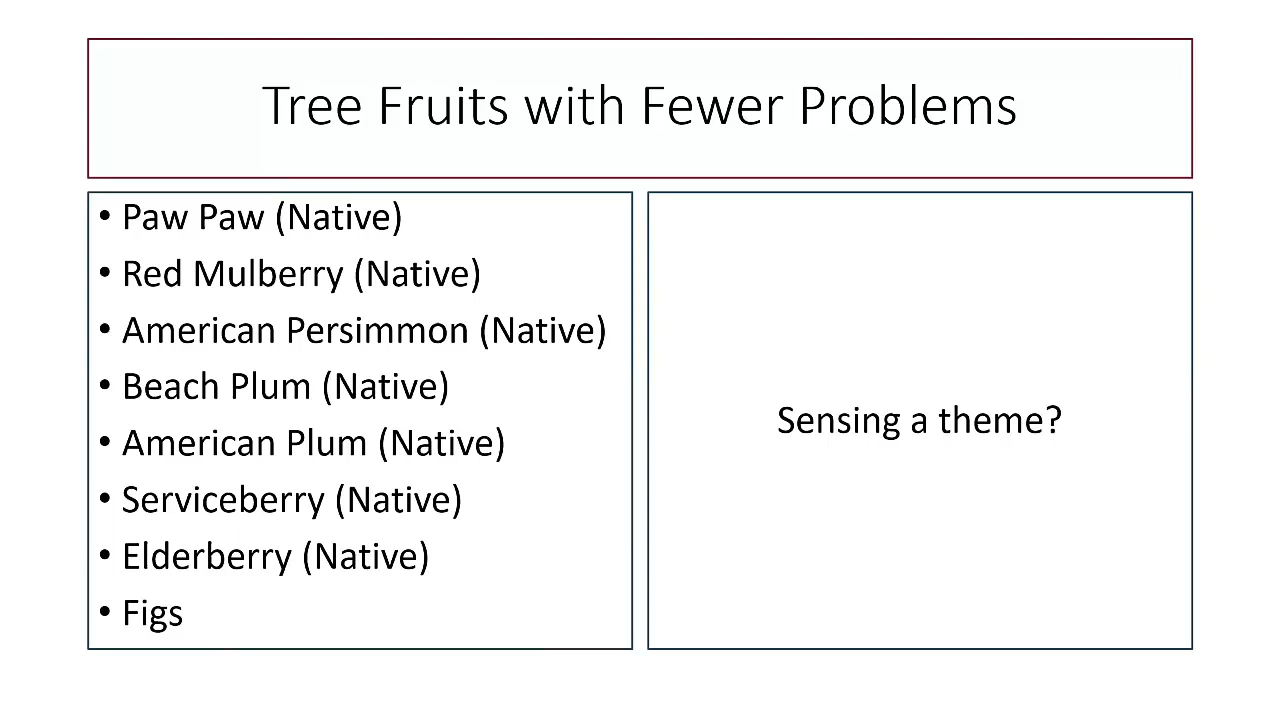 Tree Fruits with Fewer Problems
• Paw Paw (Native)
• Red Mulberry (Native)
• American Persimmon (Native)
• Beach Plum (Native)
• American Plum (Native)
• Serviceberry (Native)
• Elderberry (Native)
• Figs
Sensing a theme?